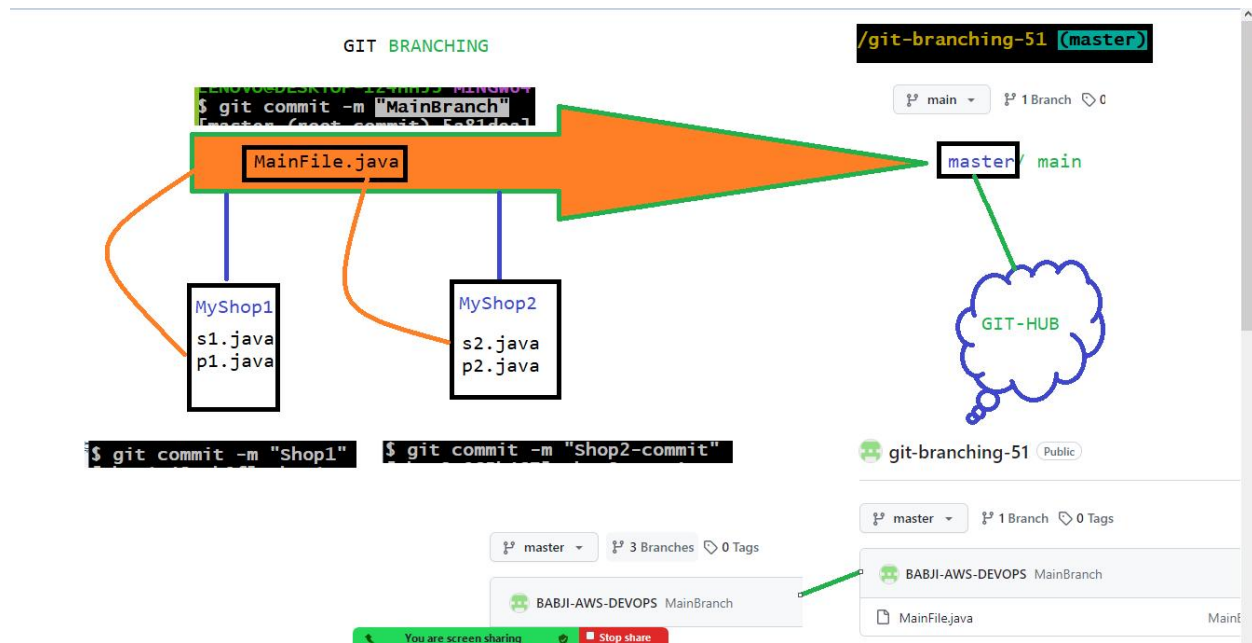 GIT BRANCHING
/git-branching-51 (master)
$ git commit -m "MainBranch"
main
1 Branch
0
MainFile.java
master/ main
MyShop1
s1.java
p1.java
MyShop2
s2.java
p2.java
GIT-HUB
$ git commit -m "Shop1"
$ git commit -m "Shop2-commit"
git-branching-51 Public
master 1 Branch 0 Tags
master 3 Branches 0 Tags
BABJI-AWS-DEVOPS MainBranch
BABJI-AWS-DEVOPS MainBranch
MainFile.java
You are screen sharing Stop share